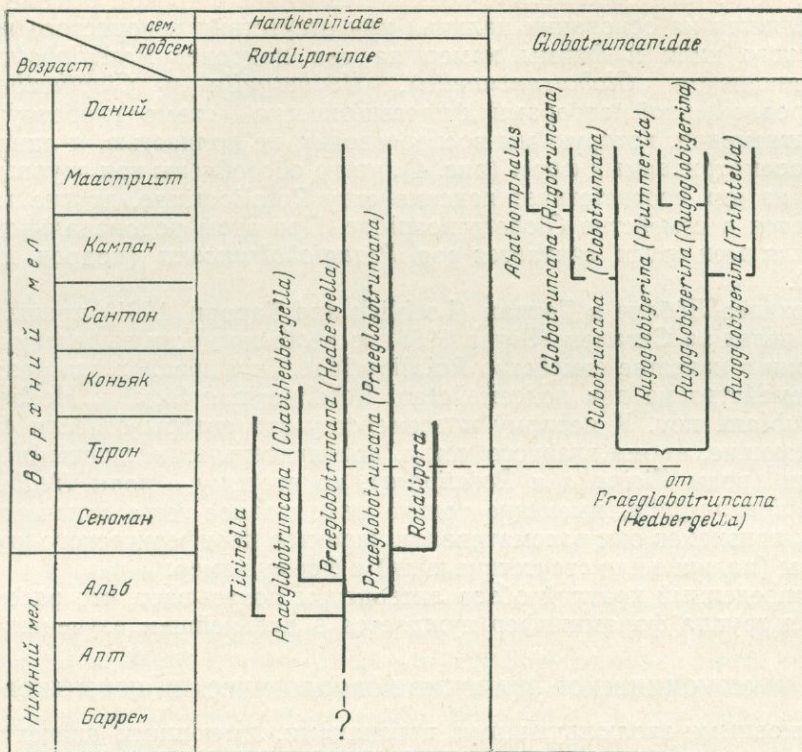 сем.
подсем.
Возраст
Hantkeninidae
Rotaliporinae
Globotruncanidae
Верхний мел
Нижний мел
Даний
Маастрихт
Кампан
Сантон
Коньяк
Турон
Сеноман
Альб
Апт
Баррем
Ticinella
Praeglobotruncana (Clavihedbergella)
Praeglobotruncana (Hedbergella)
Praeglobotruncana (Praeglobotruncana)
Rotalipora
Abathomphalus
Globotruncana (Rugotruncana)
Globotruncana (Globotruncana)
Rugoglobigerina (Plummerita)
Rugoglobigerina (Rugoglobigerina)
Rugoglobigerina (Trinitella)
от
Praeglobotruncana
(Hedbergella)
?